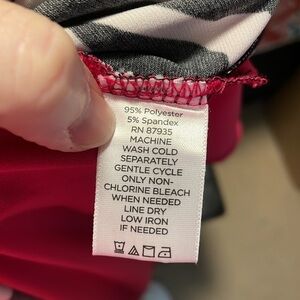 95% Polyester
5% Spandex
RN 87935
MACHINE
WASH COLD
SEPARATELY
GENTLE CYCLE
ONLY NON-
CHLORINE BLEACH
WHEN NEEDED
LINE DRY
LOW IRON
IF NEEDED